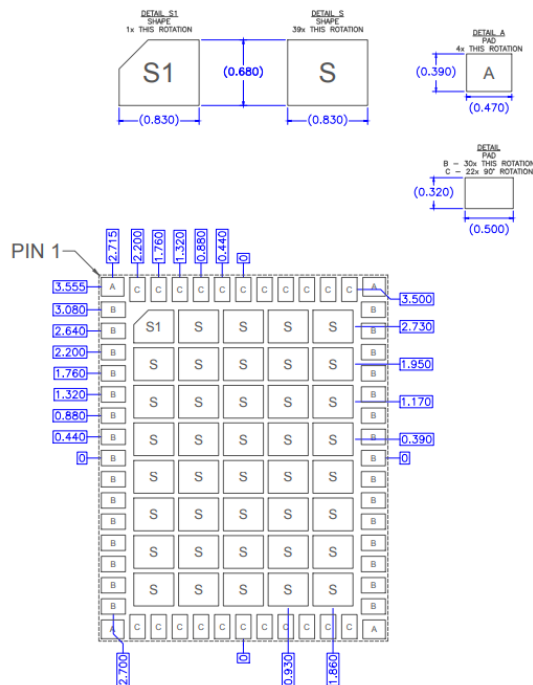 DETAIL S1
SHAPE
1x THIS ROTATION
S1
(0.830)
(0.680)
DETAIL S
SHAPE
39x THIS ROTATION
S
(0.830)
DETAIL A
PAD
4x THIS ROTATION
(0.390)
A
(0.470)
DETAIL
PAD
B - 30x THIS ROTATION
C - 22x 90° ROTATION
(0.320)
(0.500)
PIN 1
2.715
2.200
1.760
1.320
0.880
0.440
0
3.555
A C C C C C C C C C C C A
3.500
3.080
B B
2.640
B S1 S S S S B
2.730
2.200
B B
1.760
B S S S S S B
1.950
1.320
B S S S S S B
1.170
0.880
B B
0.440
B S S S S S B
0.390
0
B B
0
B S S S S S B
B B
B S S S S S B
B B
B S S S S S B
B B
B S S S S S B
B B
A C C C C C C C C C C C A
2.700
0
0.930
1.860